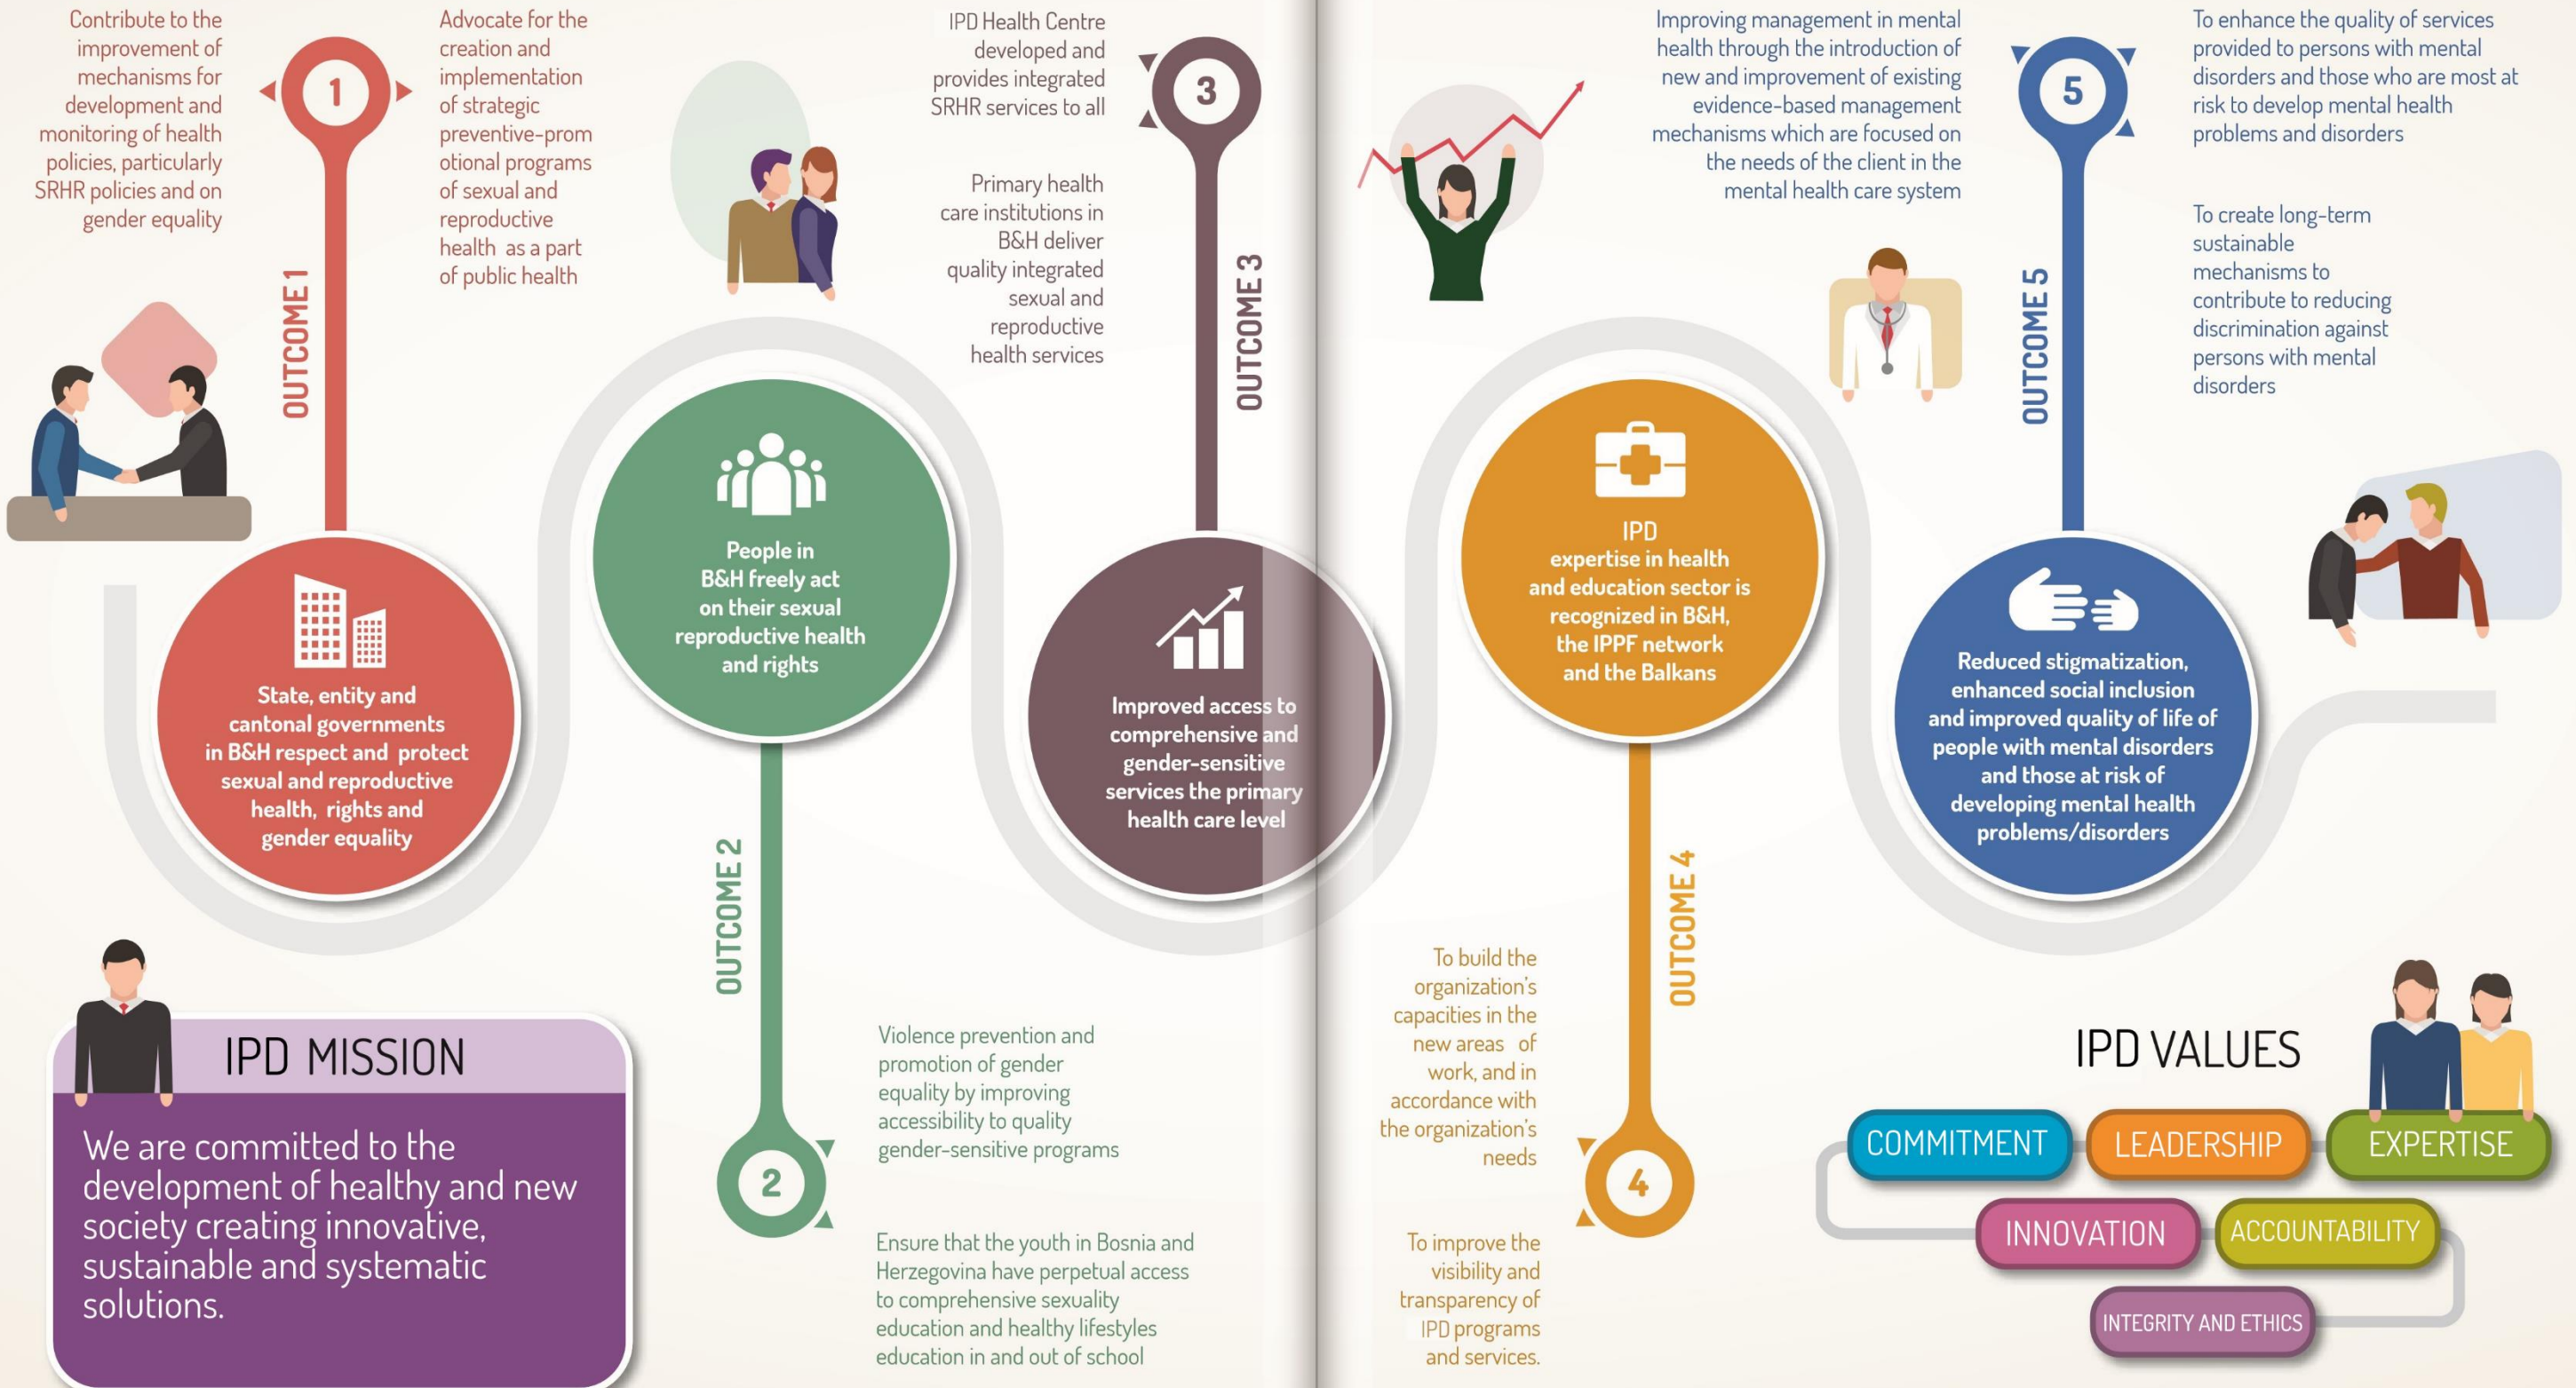 Contribute to the
improvement of
mechanisms for
development and
monitoring of health
policies, particularly
SRHR policies and on
gender equality
1
Advocate for the
creation and
implementation
of strategic
preventive-prom
otional programs
of sexual and
reproductive
health as a part
of public health
OUTCOME 1
State, entity and
cantonal governments
in B&H respect and protect
sexual and reproductive
health, rights and
gender equality
People in
B&H freely act
on their sexual
reproductive health
and rights
OUTCOME 2
2
Violence prevention and
promotion of gender
equality by improving
accessibility to quality
gender-sensitive programs
Ensure that the youth in Bosnia and
Herzegovina have perpetual access
to comprehensive sexuality
education and healthy lifestyles
education in and out of school
IPD Health Centre
developed and
provides integrated
SRHR services to all
Primary health
care institutions in
B&H deliver
quality integrated
sexual and
reproductive
health services
3
OUTCOME 3
Improved access to
comprehensive and
gender-sensitive
services the primary
health care level
IPD
expertise in health
and education sector is
recognized in B&H,
the IPPF network
and the Balkans
OUTCOME 4
4
To build the
organization's
capacities in the
new areas of
work, and in
accordance with
the organization's
needs
To improve the
visibility and
transparency of
IPD programs
and services.
Improving management in mental
health through the introduction of
new and improvement of existing
evidence-based management
mechanisms which are focused on
the needs of the client in the
mental health care system
5
To enhance the quality of services
provided to persons with mental
disorders and those who are most at
risk to develop mental health
problems and disorders
To create long-term
sustainable
mechanisms to
contribute to reducing
discrimination against
persons with mental
disorders
OUTCOME 5
Reduced stigmatization,
enhanced social inclusion
and improved quality of life of
people with mental disorders
and those at risk of
developing mental health
problems/disorders
IPD MISSION
We are committed to the
development of healthy and new
society creating innovative,
sustainable and systematic
solutions.
IPD VALUES
COMMITMENT
LEADERSHIP
EXPERTISE
INNOVATION
ACCOUNTABILITY
INTEGRITY AND ETHICS